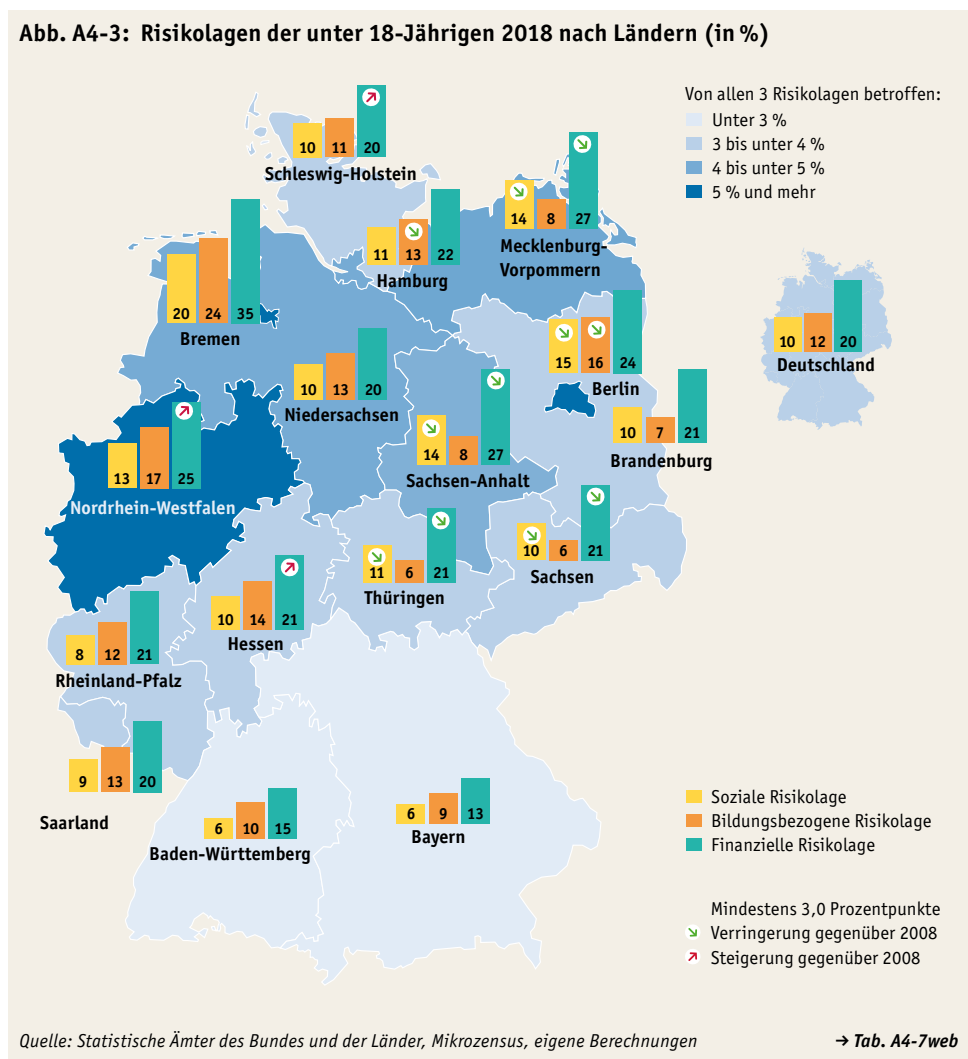 Abb. A4-3: Risikolagen der unter 18-Jährigen 2018 nach Ländern (in %)
Von allen 3 Risikolagen betroffen:
Unter 3 %
3 bis unter 4 %
4 bis unter 5 %
5 % und mehr
10 11 20
Schleswig-Holstein
14 8 27
Mecklenburg-
Vorpommern
11 13 22
Hamburg
20 24 35
Bremen
10 12 20
Deutschland
15 16 24
Berlin
10 13 20
Niedersachsen
10 7 21
Brandenburg
14 8 27
Sachsen-Anhalt
13 17 25
Nordrhein-Westfalen
10 6 21
Sachsen
11 6 21
Thüringen
10 14 21
Hessen
8 12 21
Rheinland-Pfalz
9 13 20
Saarland
6 10 15
Baden-Württemberg
6 9 13
Bayern
Soziale Risikolage
Bildungsbezogene Risikolage
Finanzielle Risikolage
Mindestens 3,0 Prozentpunkte
Verringerung gegenüber 2008
Steigerung gegenüber 2008
Quelle: Statistische Ämter des Bundes und der Länder, Mikrozensus, eigene Berechnungen → Tab. A4-7web